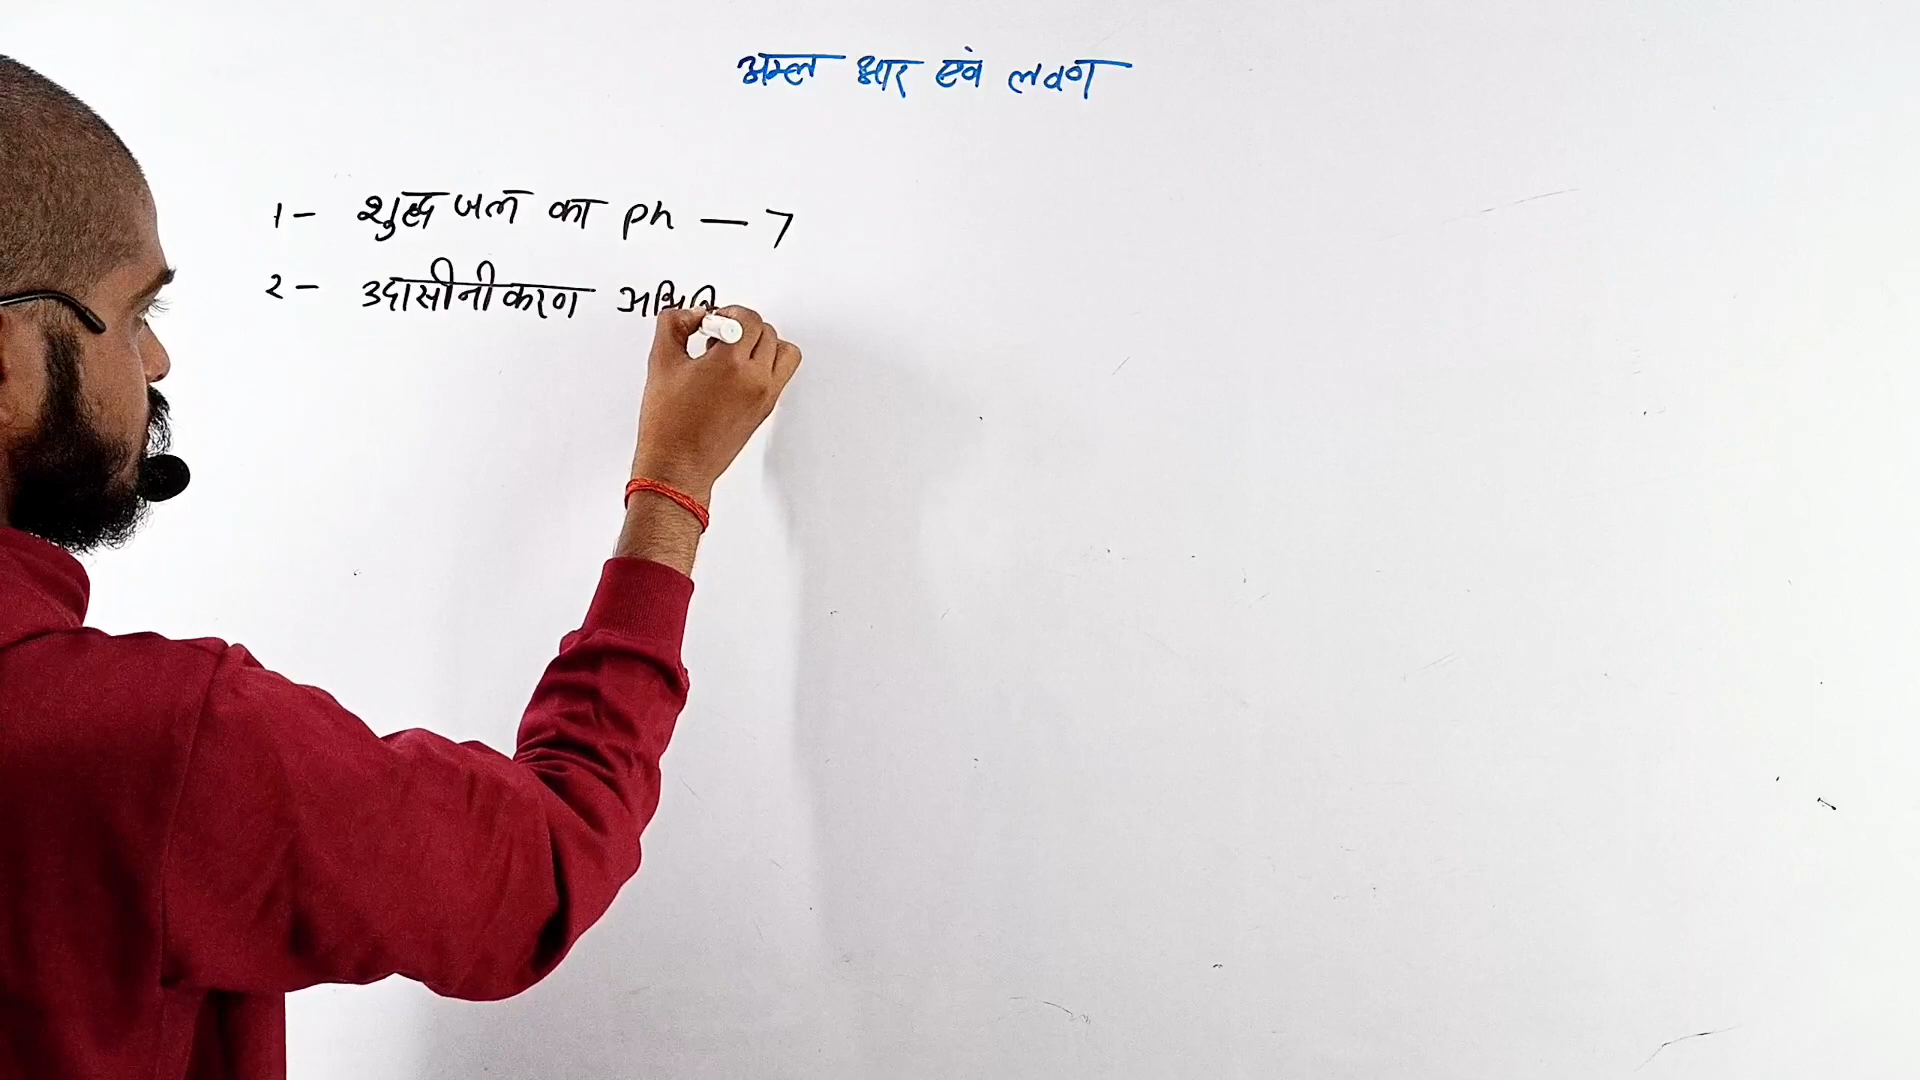 अम्ल क्षार एवं लवण
1- शुद्ध जल का ph — 7
2- उदासीनीकरण